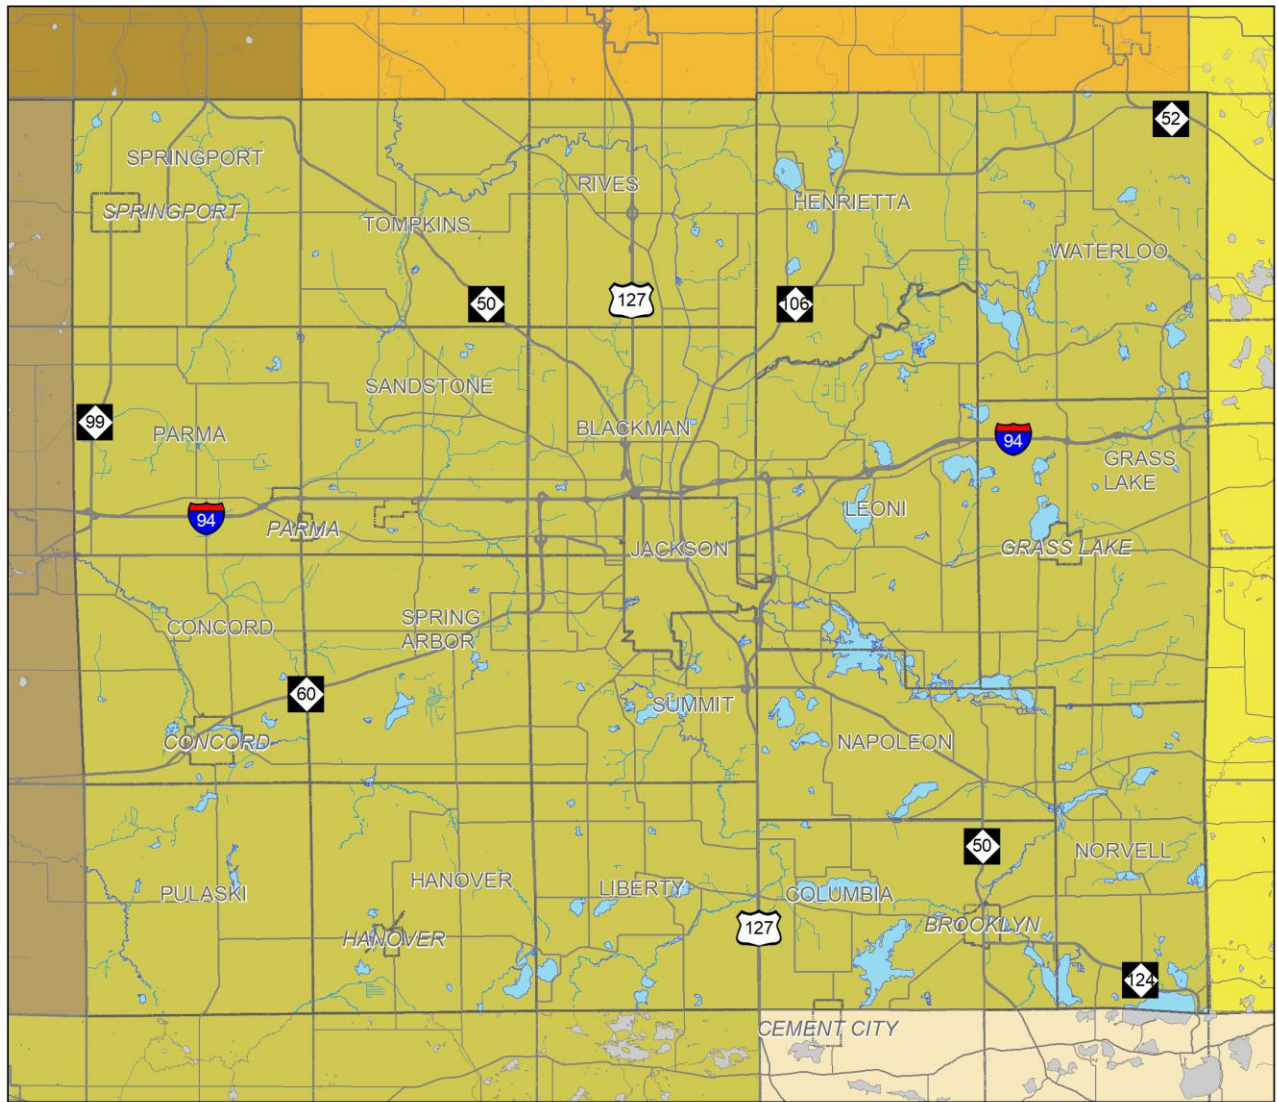 52
SPRINGPORT
RIVES
HENRIETTA
SPRINGPORT
TOMPKINS
WATERLOO
50
127
106
SANDSTONE
99
PARMA
BLACKMAN
94
GRASS
LAKE
94
PARMA
LEONI
JACKSON
GRASS LAKE
CONCORD
SPRING
ARBOR
60
SUMMIT
CONCORD
NAPOLEON
50
NORVELL
PULASKI
HANOVER
LIBERTY
COLUMBIA
HANOVER
127
BROOKLYN
124
CEMENT CITY